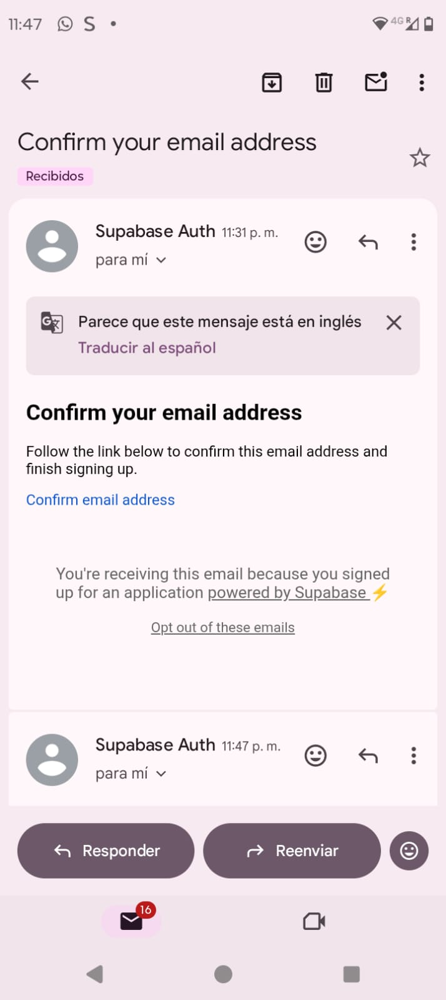 11:47 S • 4G R
Confirm your email address
Recibidos
Supabase Auth 11:31 p. m.
para mí
Parece que este mensaje está en inglés
Traducir al español
Confirm your email address
Follow the link below to confirm this email address and
finish signing up.
Confirm email address
You're receiving this email because you signed
up for an application powered by Supabase ⚡
Opt out of these emails
Supabase Auth 11:47 p. m.
para mí
Responder
Reenviar
16